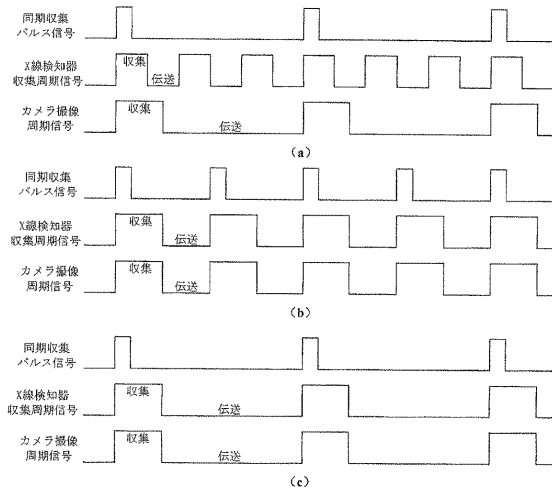 同期収集
パルス信号
X線検知器
収集周期信号
収集
伝送
カメラ撮像
周期信号
収集
伝送
(a)
同期収集
パルス信号
X線検知器
収集周期信号
収集
伝送
カメラ撮像
周期信号
収集
伝送
(b)
同期収集
パルス信号
X線検知器
収集周期信号
収集
伝送
カメラ撮像
周期信号
収集
伝送
(c)